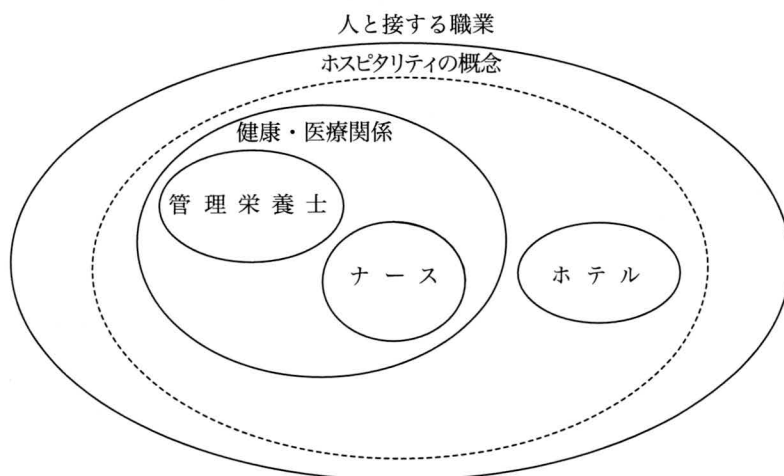 人と接する職業
ホスピタリティの概念
健康・医療関係
管理栄養士
ナース
ホテル